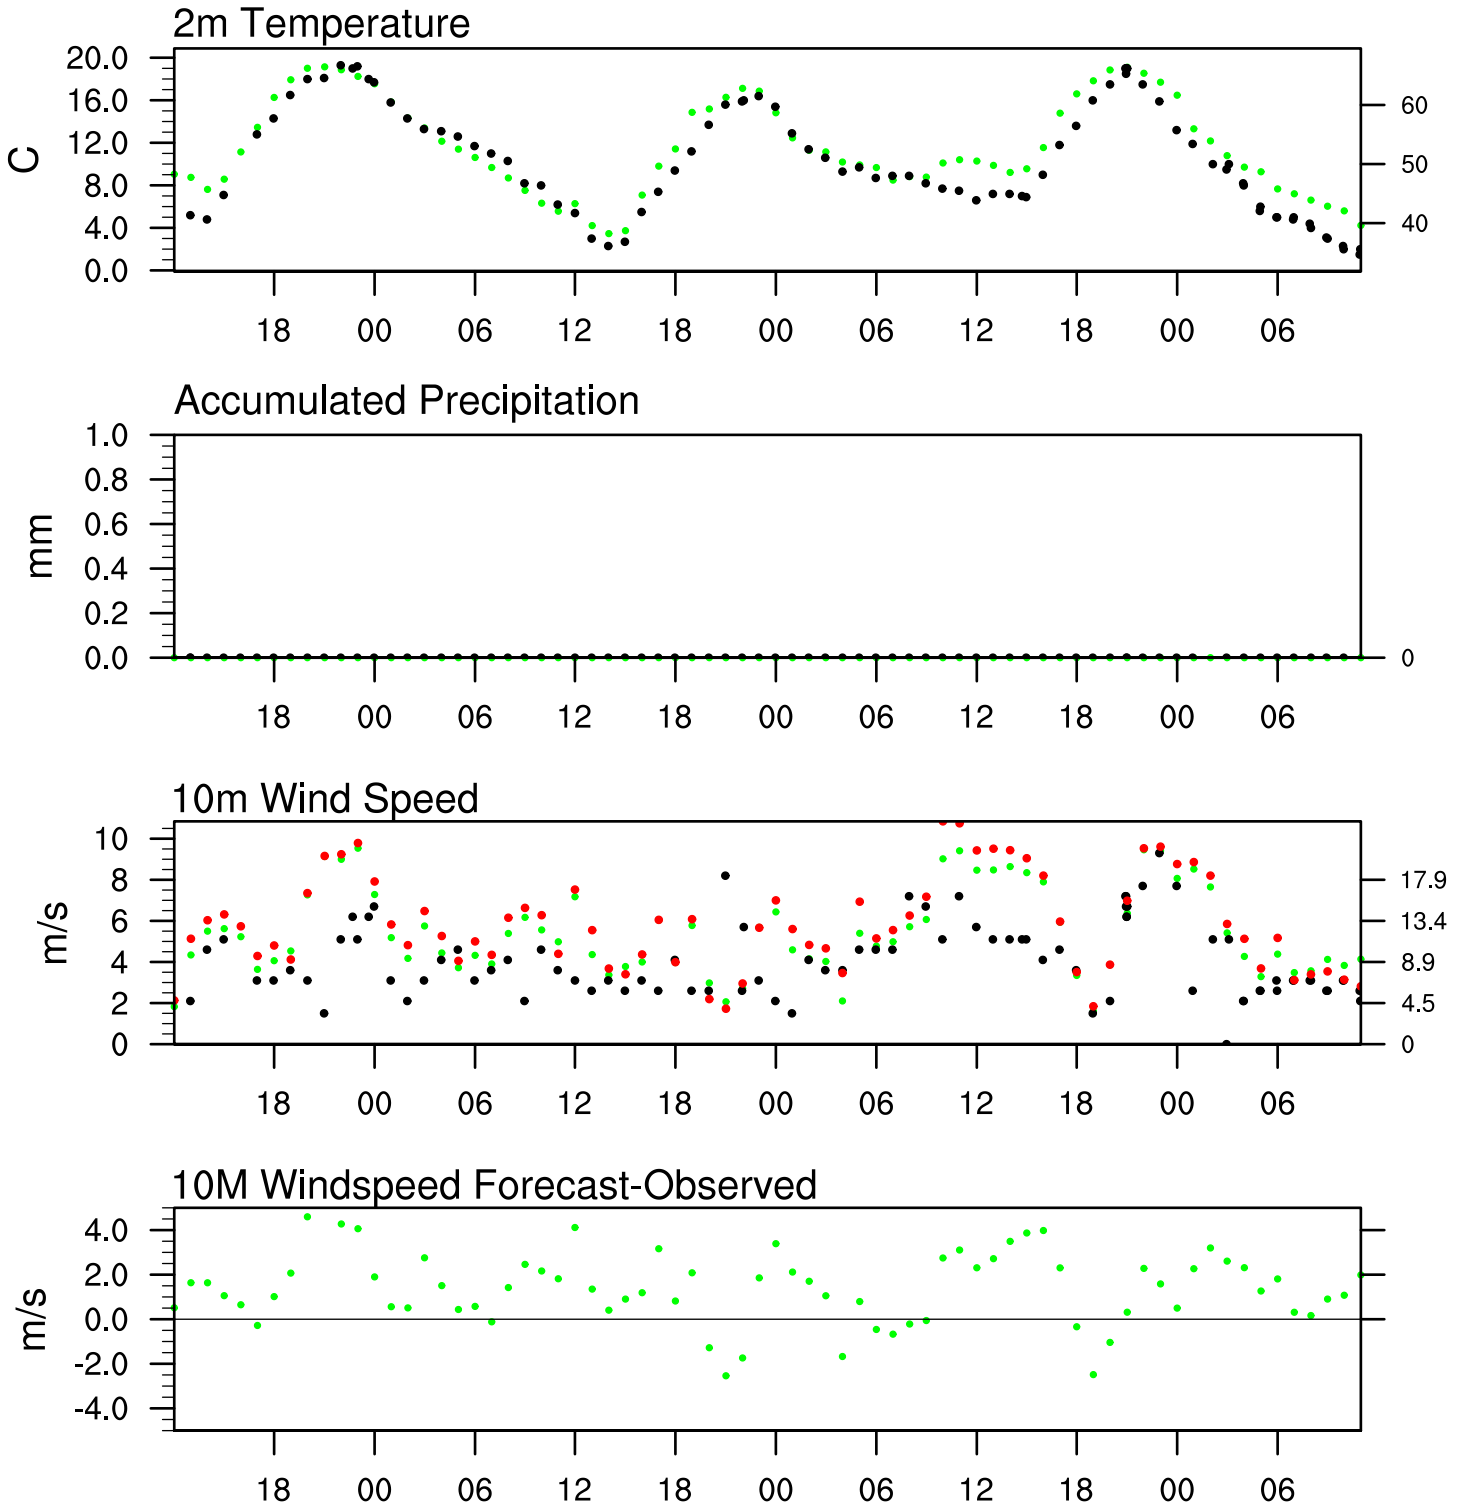 2m Temperature
20.0
16.0
12.0
8.0
4.0
0.0
C
60
50
40
18 00 06 12 18 00 06 12 18 00 06
Accumulated Precipitation
1.0
0.8
0.6
0.4
0.2
0.0
mm
0
18 00 06 12 18 00 06 12 18 00 06
10m Wind Speed
10
8
6
4
2
0
m/s
17.9
13.4
8.9
4.5
0
18 00 06 12 18 00 06 12 18 00 06
10M Windspeed Forecast-Observed
4.0
2.0
0.0
-2.0
-4.0
m/s
18 00 06 12 18 00 06 12 18 00 06